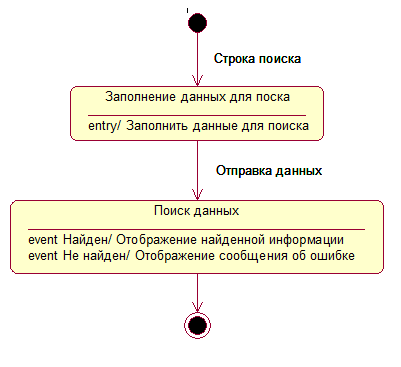 Строка поиска
Заполнение данных для поска
entry/ Заполнить данные для поиска
Отправка данных
Поиск данных
event Найден/ Отображение найденной информации
event Не найден/ Отображение сообщения об ошибке